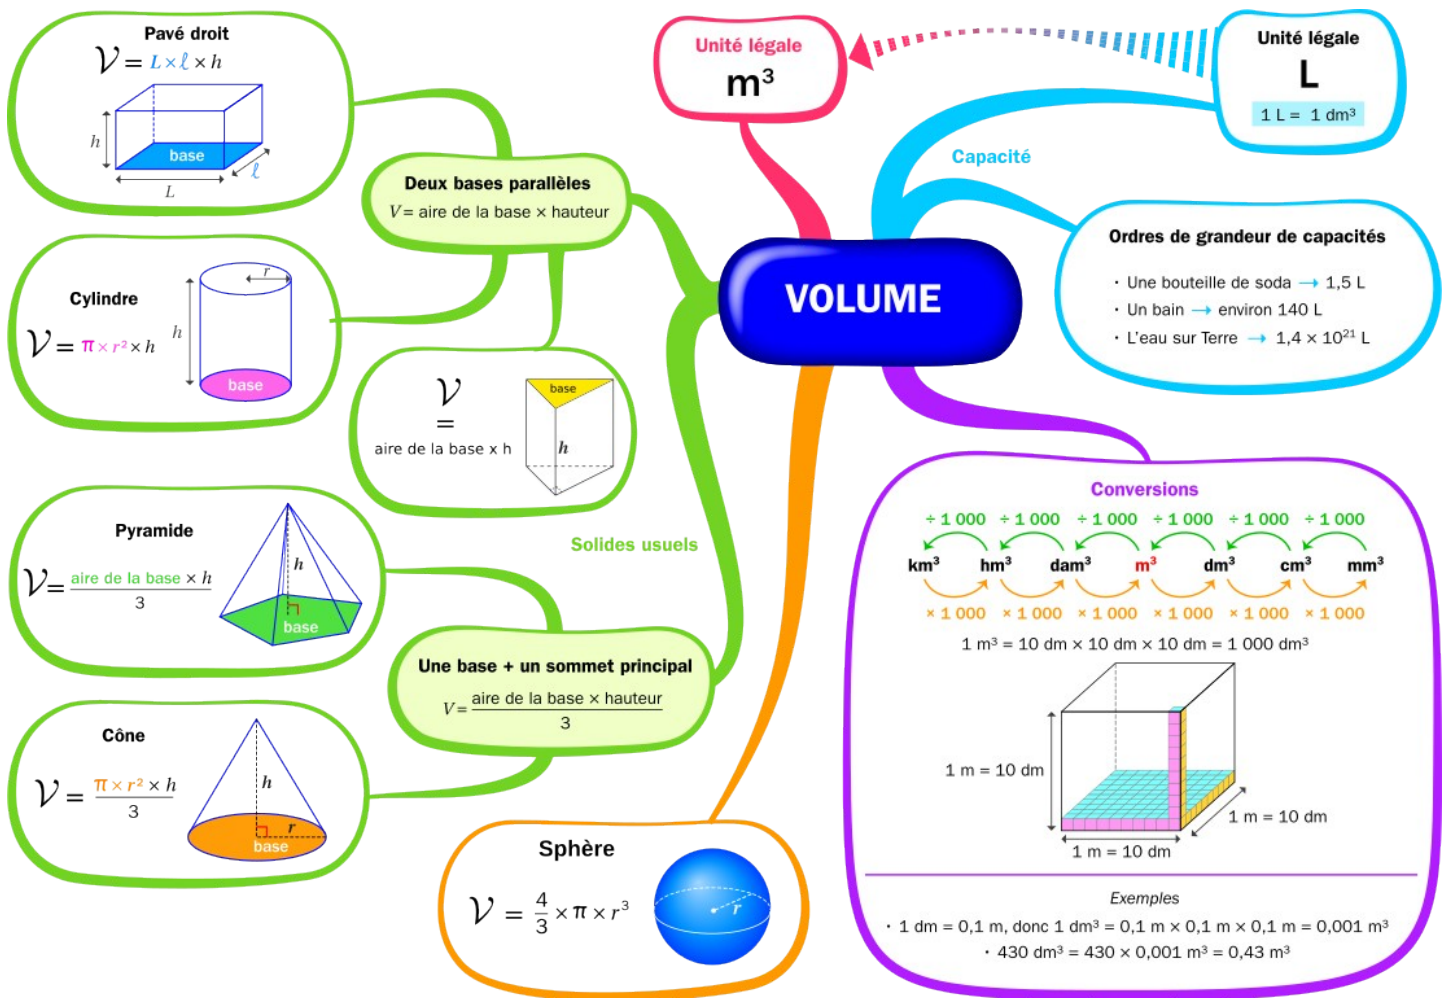 VOLUME
Unité légale
m³
Unité légale
L
1 L = 1 dm³
Capacité
Ordres de grandeur de capacités
· Une bouteille de soda → 1,5 L
· Un bain → environ 140 L
· L'eau sur Terre → 1,4 × 10²¹ L
Pavé droit
V = L × ℓ × h
h
base
ℓ
L
Deux bases parallèles
V = aire de la base × hauteur
Cylindre
V = π × r² × h
r
h
base
V
=
aire de la base x h
base
h
Solides usuels
Pyramide
V = aire de la base × h / 3
h
base
Une base + un sommet principal
V = aire de la base × hauteur / 3
Cône
V = π × r² × h / 3
h
r
base
Sphère
V = 4/3 × π × r³
r
Conversions
÷ 1 000 ÷ 1 000 ÷ 1 000 ÷ 1 000 ÷ 1 000 ÷ 1 000
km³ hm³ dam³ m³ dm³ cm³ mm³
× 1 000 × 1 000 × 1 000 × 1 000 × 1 000 × 1 000
1 m³ = 10 dm × 10 dm × 10 dm = 1 000 dm³
1 m = 10 dm
1 m = 10 dm
1 m = 10 dm
Exemples
· 1 dm = 0,1 m, donc 1 dm³ = 0,1 m × 0,1 m × 0,1 m = 0,001 m³
· 430 dm³ = 430 × 0,001 m³ = 0,43 m³